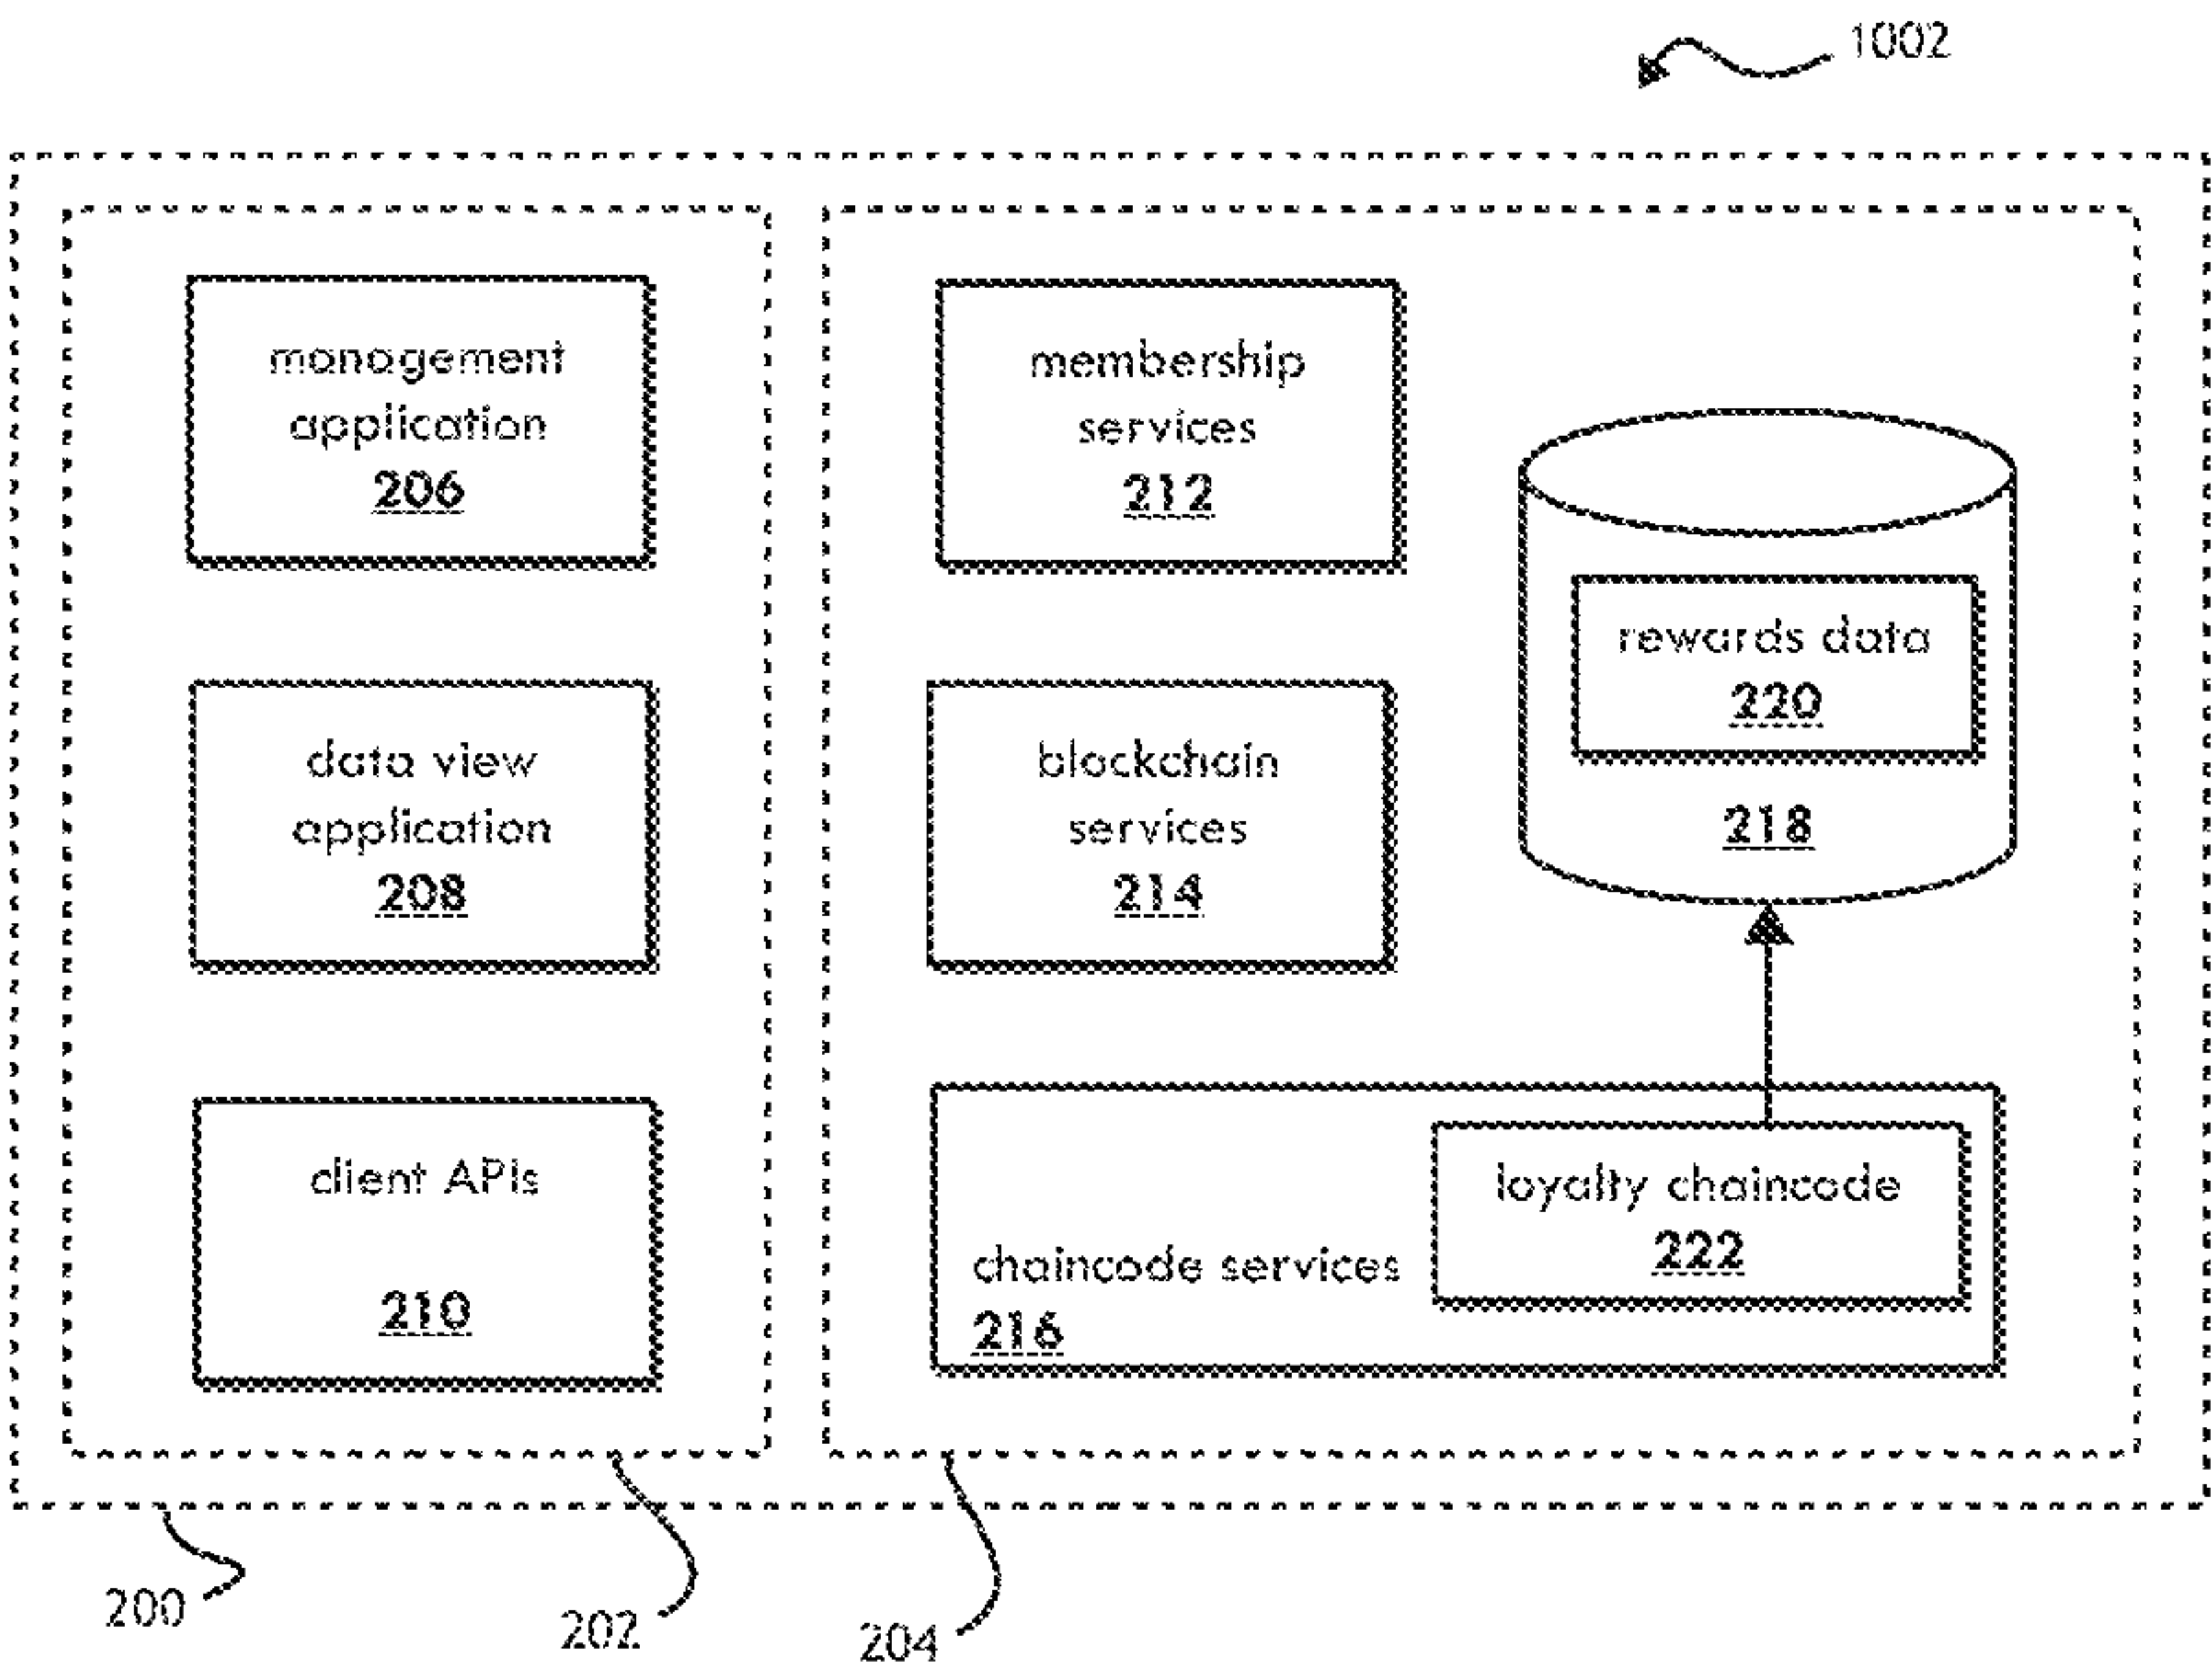 1002
management
application
206
data view
application
208
client APIs
210
membership
services
212
blockchain
services
214
rewards data
220
218
loyalty chaincode
222
chaincode services
216
200
202
204